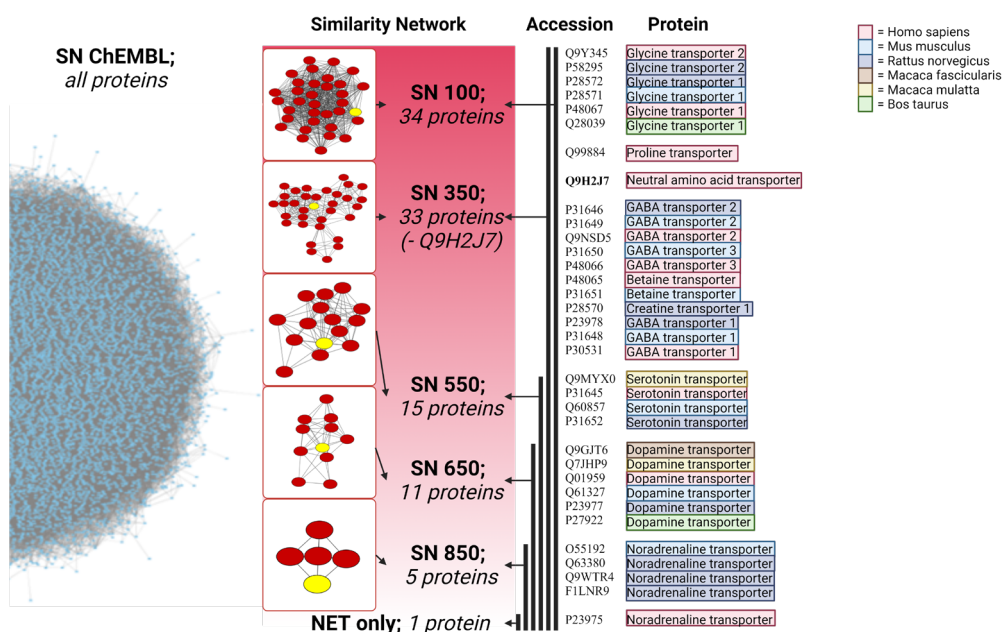 Similarity Network
Accession
Protein
SN ChEMBL;
all proteins
SN 100;
34 proteins
SN 350;
33 proteins
(- Q9H2J7)
SN 550;
15 proteins
SN 650;
11 proteins
SN 850;
5 proteins
NET only; 1 protein
Q9Y345 Glycine transporter 2
P58295 Glycine transporter 2
P28572 Glycine transporter 1
P28571 Glycine transporter 1
P48067 Glycine transporter 1
Q28039 Glycine transporter 1
Q99884 Proline transporter
Q9H2J7 Neutral amino acid transporter
P31646 GABA transporter 2
P31649 GABA transporter 2
Q9NSD5 GABA transporter 2
P31650 GABA transporter 3
P48066 GABA transporter 3
P48065 Betaine transporter
P31651 Betaine transporter
P28570 Creatine transporter 1
P23978 GABA transporter 1
P31648 GABA transporter 1
P30531 GABA transporter 1
Q9MYX0 Serotonin transporter
P31645 Serotonin transporter
Q60857 Serotonin transporter
P31652 Serotonin transporter
Q9GJT6 Dopamine transporter
Q7JHP9 Dopamine transporter
Q01959 Dopamine transporter
Q61327 Dopamine transporter
P23977 Dopamine transporter
P27922 Dopamine transporter
O55192 Noradrenaline transporter
Q63380 Noradrenaline transporter
Q9WTR4 Noradrenaline transporter
F1LNR9 Noradrenaline transporter
P23975 Noradrenaline transporter
= Homo sapiens
= Mus musculus
= Rattus norvegicus
= Macaca fascicularis
= Macaca mulatta
= Bos taurus